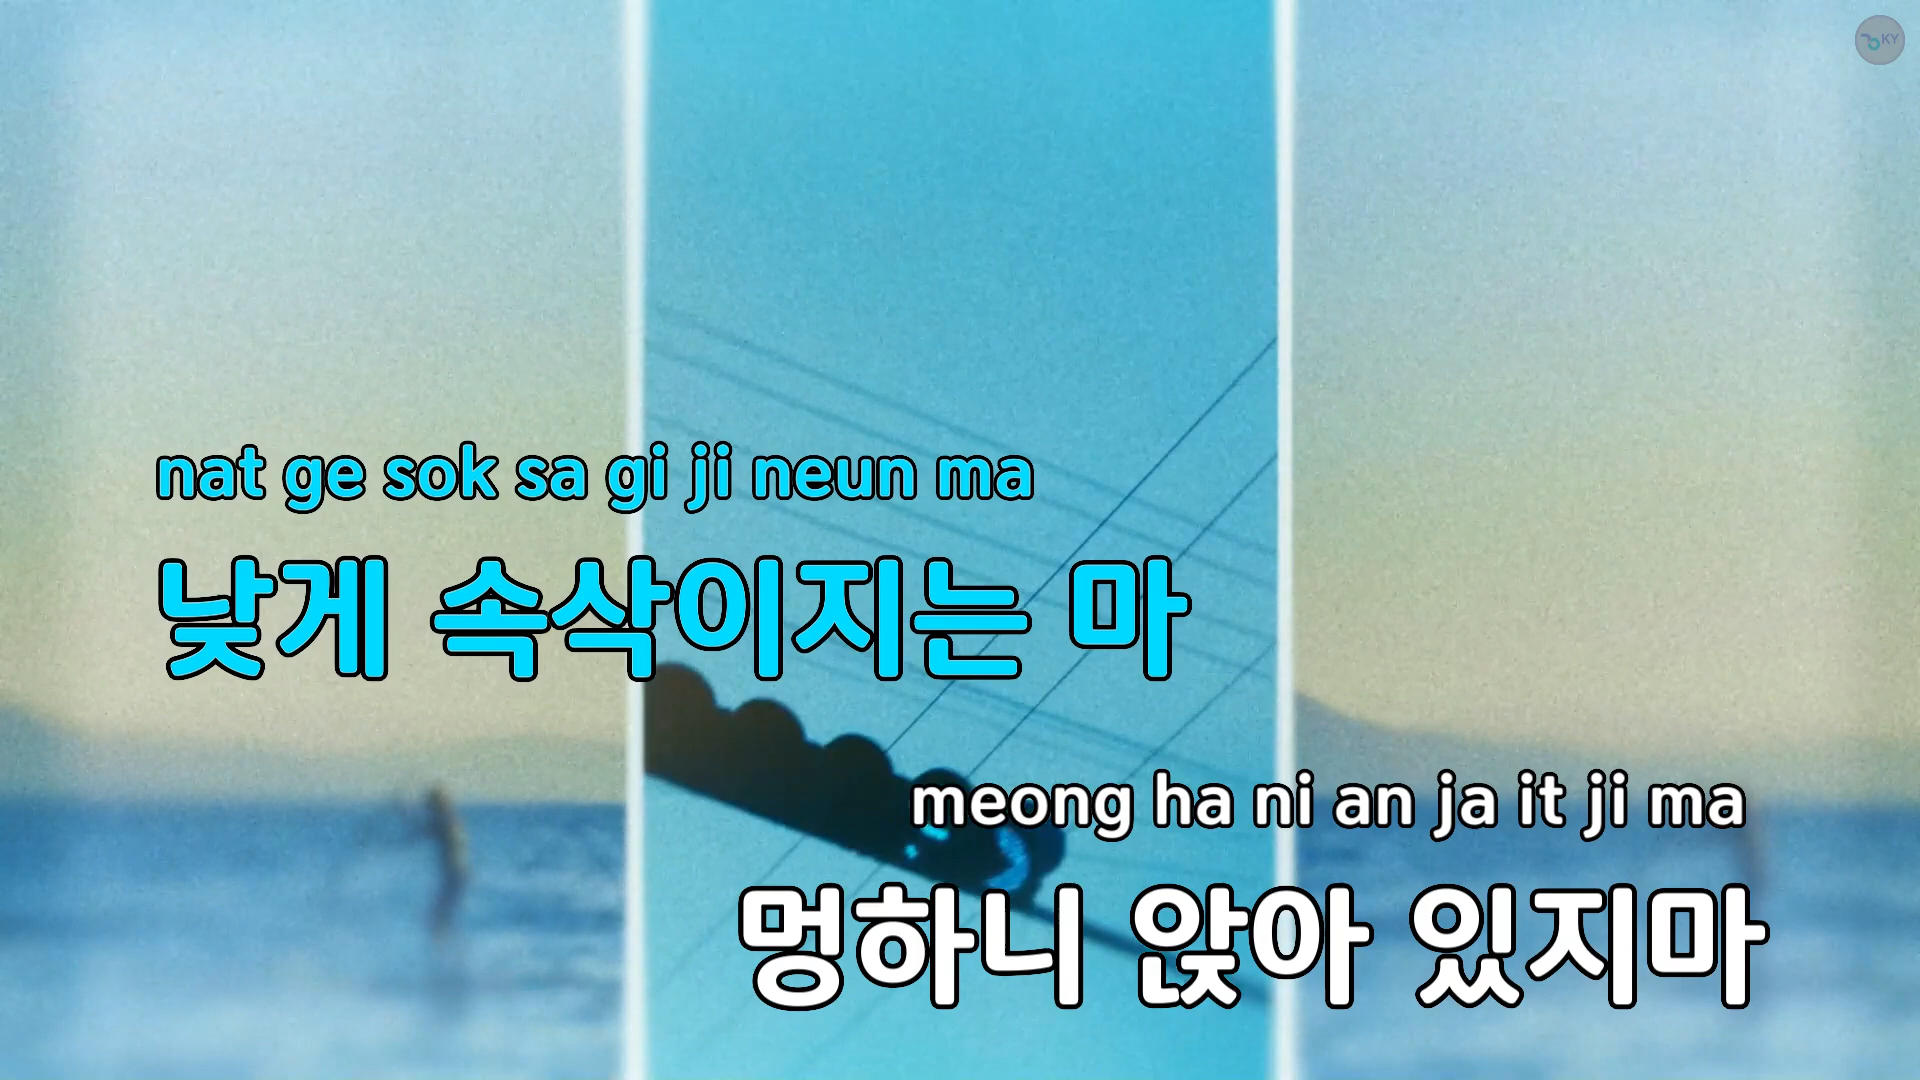 KY
nat ge sok sa gi ji neun ma
낮게 속삭이지는 마
meong ha ni an ja it ji ma
멍하니 앉아 있지마